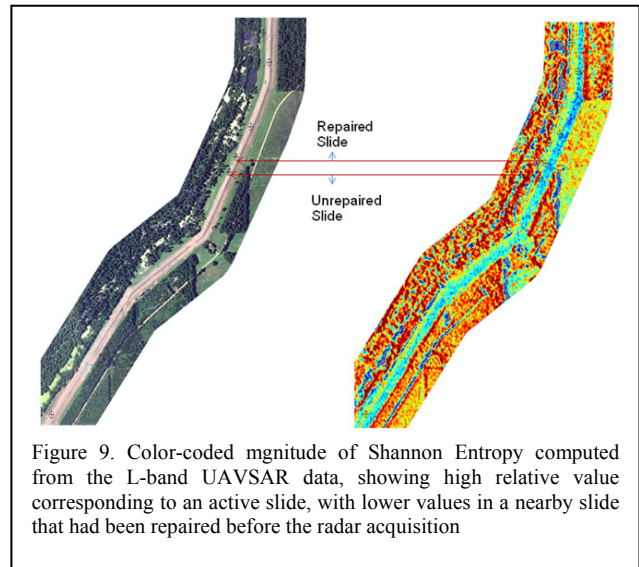 Repaired
Slide
Unrepaired
Slide
Figure 9. Color-coded mgnitude of Shannon Entropy computed
from the L-band UAVSAR data, showing high relative value
corresponding to an active slide, with lower values in a nearby slide
that had been repaired before the radar acquisition